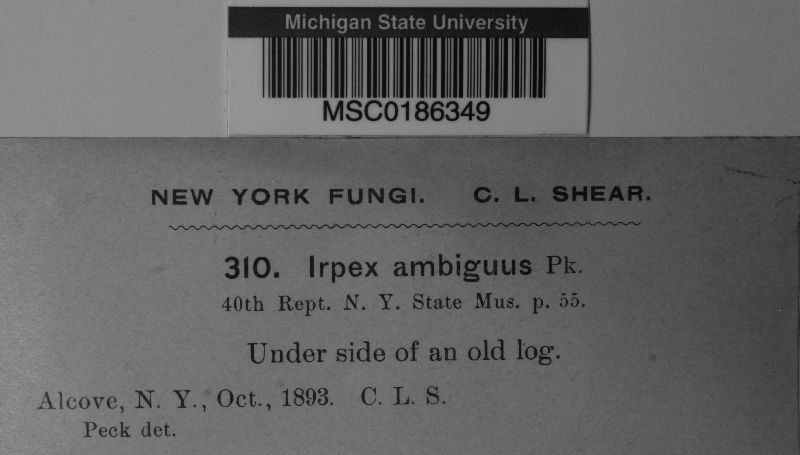 Michigan State University
MSC0186349
NEW YORK FUNGI. C. L. SHEAR.
310. Irpex ambiguus Pk.
40th Rept. N. Y. State Mus. p. 55.
Under side of an old log.
Alcove, N. Y., Oct., 1893. C. L. S.
Peck det.